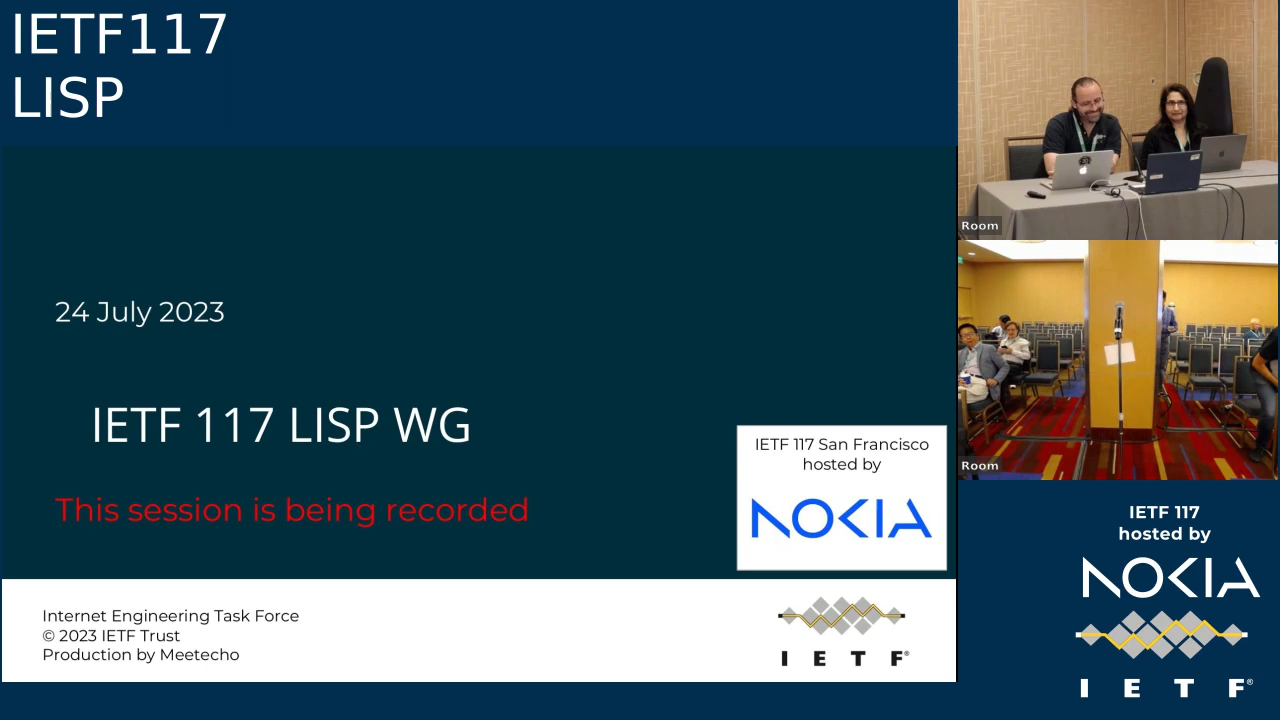 IETF117
LISP
24 July 2023
IETF 117 LISP WG
This session is being recorded
IETF 117 San Francisco
hosted by
NOKIA
Internet Engineering Task Force
© 2023 IETF Trust
Production by Meetecho
I E T F®
Room
Room
IETF 117
hosted by
NOKIA
I E T F®